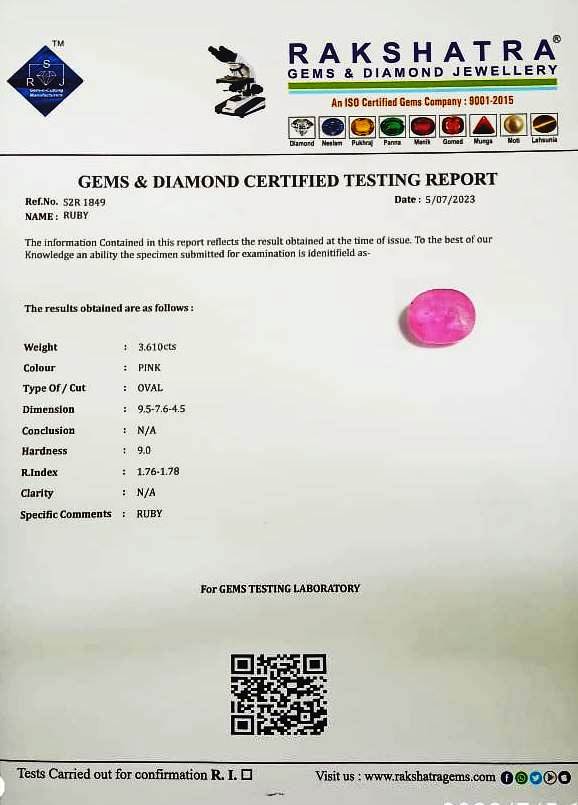 TM
S
R J
Gem-n-Cutting
Manufacturers
RAKSHATRA®
GEMS & DIAMOND JEWELLERY
An ISO Certified Gems Company : 9001-2015
Diamond Neelam Pukhraj Panna Manik Gomed Munga Moti Lehsunia
GEMS & DIAMOND CERTIFIED TESTING REPORT
Ref.No. S2R 1849 Date : 5/07/2023
NAME : RUBY
The information Contained in this report reflects the result obtained at the time of issue. To the best of our
Knowledge an ability the specimen submitted for examination is idenitifield as-
The results obtained are as follows :
Weight : 3.610cts
Colour : PINK
Type Of / Cut : OVAL
Dimension : 9.5-7.6-4.5
Conclusion : N/A
Hardness : 9.0
R.Index : 1.76-1.78
Clarity : N/A
Specific Comments : RUBY
For GEMS TESTING LABORATORY
Tests Carried out for confirmation R. I. Visit us : www.rakshatragems.com